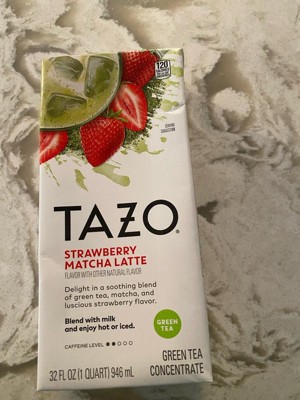 120
SERVING
SUGGESTION
TAZO®
STRAWBERRY
MATCHA LATTE
FLAVOR WITH OTHER NATURAL FLAVOR
Delight in a soothing blend
of green tea, matcha, and
luscious strawberry flavor.
Blend with milk
and enjoy hot or iced.
GREEN
TEA
CAFFEINE LEVEL
32 FL OZ (1 QUART) 946 mL
GREEN TEA
CONCENTRATE